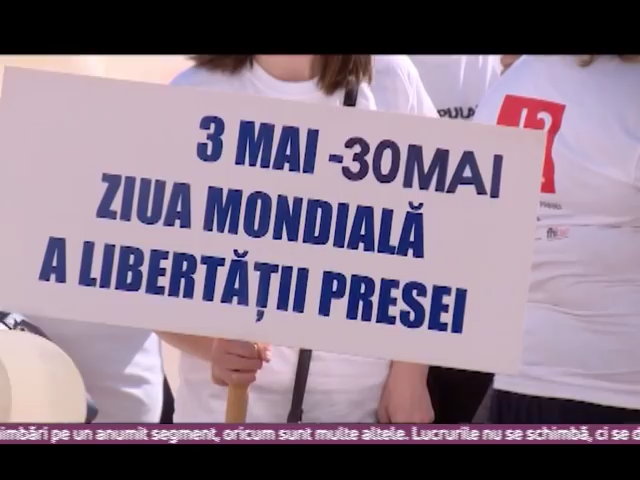 3 MAI -30MAI
ZIUA MONDIALĂ
A LIBERTĂȚII PRESEI
pe un anumit segment, oricum sunt multe altele. Lucrurile nu se schimbă, ci se